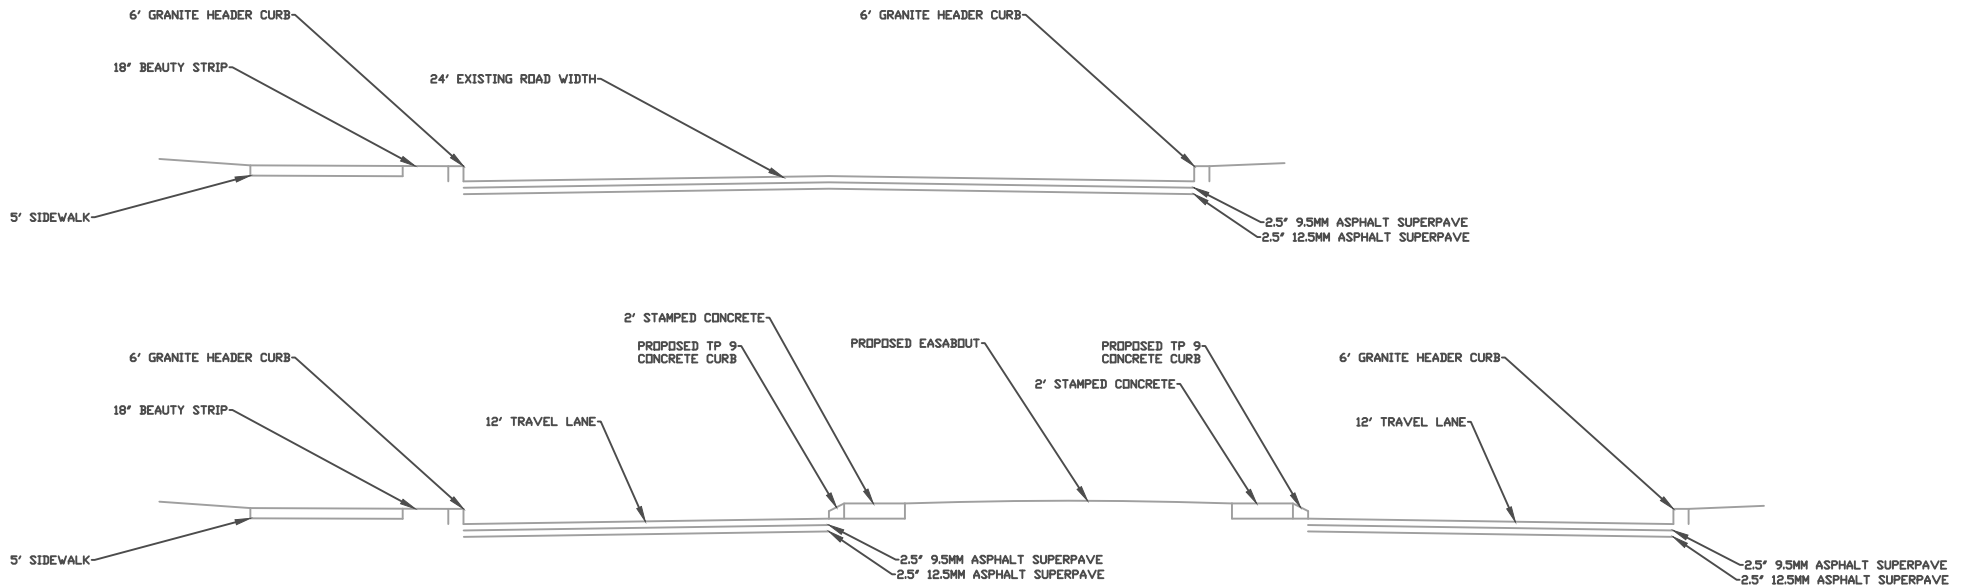 6' GRANITE HEADER CURB
6' GRANITE HEADER CURB
18" BEAUTY STRIP
24' EXISTING ROAD WIDTH
5' SIDEWALK
2.5" 9.5MM ASPHALT SUPERPAVE
2.5" 12.5MM ASPHALT SUPERPAVE
2' STAMPED CONCRETE
PROPOSED TP 9
CONCRETE CURB
PROPOSED EASABOUT
PROPOSED TP 9
CONCRETE CURB
6' GRANITE HEADER CURB
6' GRANITE HEADER CURB
2' STAMPED CONCRETE
18" BEAUTY STRIP
12' TRAVEL LANE
12' TRAVEL LANE
5' SIDEWALK
2.5" 9.5MM ASPHALT SUPERPAVE
2.5" 12.5MM ASPHALT SUPERPAVE
2.5" 9.5MM ASPHALT SUPERPAVE
2.5" 12.5MM ASPHALT SUPERPAVE